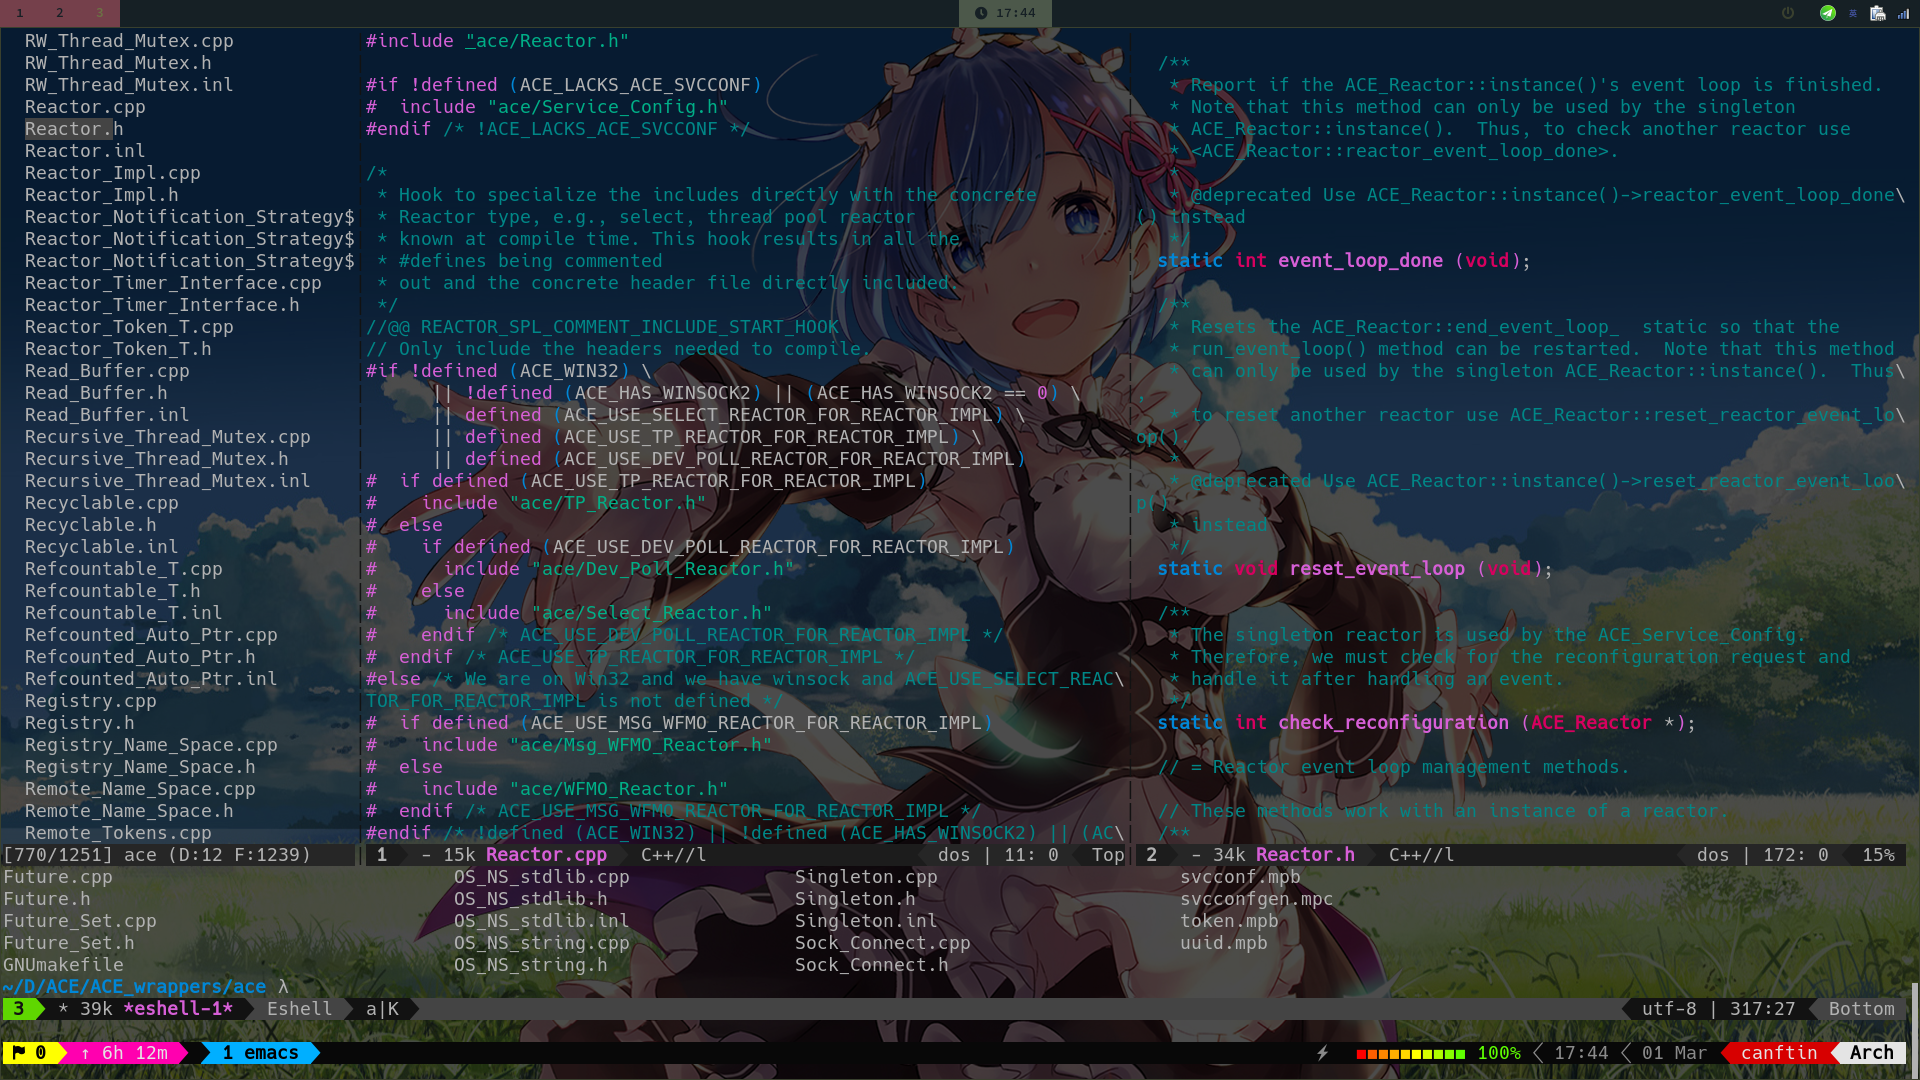 1 2 3
17:44
英
RW_Thread_Mutex.cpp
RW_Thread_Mutex.h
RW_Thread_Mutex.inl
Reactor.cpp
Reactor.h
Reactor.inl
Reactor_Impl.cpp
Reactor_Impl.h
Reactor_Notification_Strategy$
Reactor_Notification_Strategy$
Reactor_Notification_Strategy$
Reactor_Timer_Interface.cpp
Reactor_Timer_Interface.h
Reactor_Token_T.cpp
Reactor_Token_T.h
Read_Buffer.cpp
Read_Buffer.h
Read_Buffer.inl
Recursive_Thread_Mutex.cpp
Recursive_Thread_Mutex.h
Recursive_Thread_Mutex.inl
Recyclable.cpp
Recyclable.h
Recyclable.inl
Refcountable_T.cpp
Refcountable_T.h
Refcountable_T.inl
Refcounted_Auto_Ptr.cpp
Refcounted_Auto_Ptr.h
Refcounted_Auto_Ptr.inl
Registry.cpp
Registry.h
Registry_Name_Space.cpp
Registry_Name_Space.h
Remote_Name_Space.cpp
Remote_Name_Space.h
Remote_Tokens.cpp
[770/1251] ace (D:12 F:1239)
#include "ace/Reactor.h"
#if !defined (ACE_LACKS_ACE_SVCCONF)
#  include "ace/Service_Config.h"
#endif /* !ACE_LACKS_ACE_SVCCONF */
/*
 * Hook to specialize the includes directly with the concrete
 * Reactor type, e.g., select, thread pool reactor
 * known at compile time. This hook results in all the
 * #defines being commented
 * out and the concrete header file directly included.
 */
//@@ REACTOR_SPL_COMMENT_INCLUDE_START_HOOK
// Only include the headers needed to compile.
#if !defined (ACE_WIN32) \
      || !defined (ACE_HAS_WINSOCK2) || (ACE_HAS_WINSOCK2 == 0) \
      || defined (ACE_USE_SELECT_REACTOR_FOR_REACTOR_IMPL) \
      || defined (ACE_USE_TP_REACTOR_FOR_REACTOR_IMPL) \
      || defined (ACE_USE_DEV_POLL_REACTOR_FOR_REACTOR_IMPL)
#  if defined (ACE_USE_TP_REACTOR_FOR_REACTOR_IMPL)
#    include "ace/TP_Reactor.h"
#  else
#    if defined (ACE_USE_DEV_POLL_REACTOR_FOR_REACTOR_IMPL)
#      include "ace/Dev_Poll_Reactor.h"
#    else
#      include "ace/Select_Reactor.h"
#    endif /* ACE_USE_DEV_POLL_REACTOR_FOR_REACTOR_IMPL */
#  endif /* ACE_USE_TP_REACTOR_FOR_REACTOR_IMPL */
#else /* We are on Win32 and we have winsock and ACE_USE_SELECT_REAC\
TOR_FOR_REACTOR_IMPL is not defined */
#  if defined (ACE_USE_MSG_WFMO_REACTOR_FOR_REACTOR_IMPL)
#    include "ace/Msg_WFMO_Reactor.h"
#  else
#    include "ace/WFMO_Reactor.h"
#  endif /* ACE_USE_MSG_WFMO_REACTOR_FOR_REACTOR_IMPL */
#endif /* !defined (ACE_WIN32) || !defined (ACE_HAS_WINSOCK2) || (AC\
1 - 15k Reactor.cpp C++//l dos | 11: 0 Top
/**
 * Report if the ACE_Reactor::instance()'s event loop is finished.
 * Note that this method can only be used by the singleton
 * ACE_Reactor::instance().  Thus, to check another reactor use
 * <ACE_Reactor::reactor_event_loop_done>.
 *
 * @deprecated Use ACE_Reactor::instance()->reactor_event_loop_done\
() instead
 */
static int event_loop_done (void);
/**
 * Resets the ACE_Reactor::end_event_loop_  static so that the
 * run_event_loop() method can be restarted.  Note that this method
 * can only be used by the singleton ACE_Reactor::instance().  Thus\
,
 * to reset another reactor use ACE_Reactor::reset_reactor_event_lo\
op().
 *
 * @deprecated Use ACE_Reactor::instance()->reset_reactor_event_loo\
p()
 * instead
 */
static void reset_event_loop (void);
/**
 * The singleton reactor is used by the ACE_Service_Config.
 * Therefore, we must check for the reconfiguration request and
 * handle it after handling an event.
 */
static int check_reconfiguration (ACE_Reactor *);
// = Reactor event loop management methods.
// These methods work with an instance of a reactor.
/**
2 - 34k Reactor.h C++//l dos | 172: 0 15%
Future.cpp OS_NS_stdlib.cpp Singleton.cpp svcconf.mpb
Future.h OS_NS_stdlib.h Singleton.h svcconfgen.mpc
Future_Set.cpp OS_NS_stdlib.inl Singleton.inl token.mpb
Future_Set.h OS_NS_string.cpp Sock_Connect.cpp uuid.mpb
GNUmakefile OS_NS_string.h Sock_Connect.h
~/D/ACE/ACE_wrappers/ace λ
3 * 39k *eshell-1* Eshell a|K utf-8 | 317:27 Bottom
0 ↑ 6h 12m 1 emacs 100% 17:44 01 Mar canftin Arch